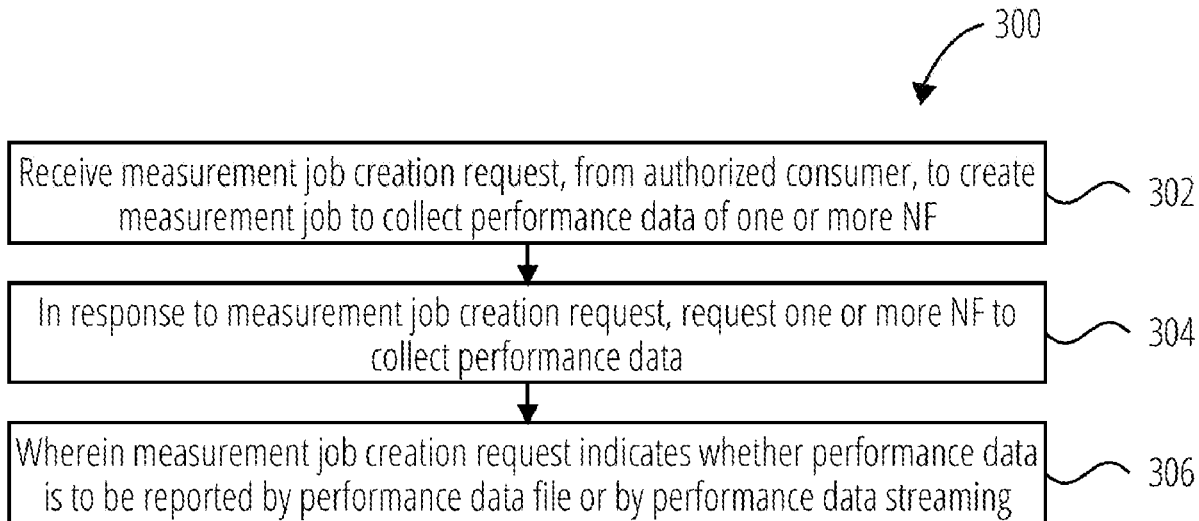 300
Receive measurement job creation request, from authorized consumer, to create
measurement job to collect performance data of one or more NF
302
In response to measurement job creation request, request one or more NF to
collect performance data
304
Wherein measurement job creation request indicates whether performance data
is to be reported by performance data file or by performance data streaming
306